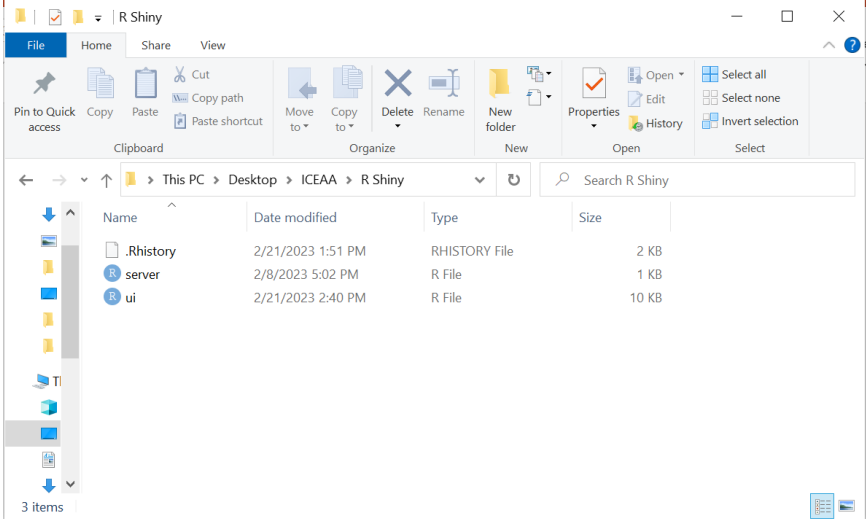 R Shiny
File Home Share View
Pin to Quick access
Copy
Paste
Cut
Copy path
Paste shortcut
Clipboard
Move to
Copy to
Delete
Rename
Organize
New folder
New
Properties
Open
Edit
History
Open
Select all
Select none
Invert selection
Select
This PC > Desktop > ICEAA > R Shiny
Search R Shiny
Name Date modified Type Size
.Rhistory 2/21/2023 1:51 PM RHISTORY File 2 KB
R server 2/8/2023 5:02 PM R File 1 KB
R ui 2/21/2023 2:40 PM R File 10 KB
3 items